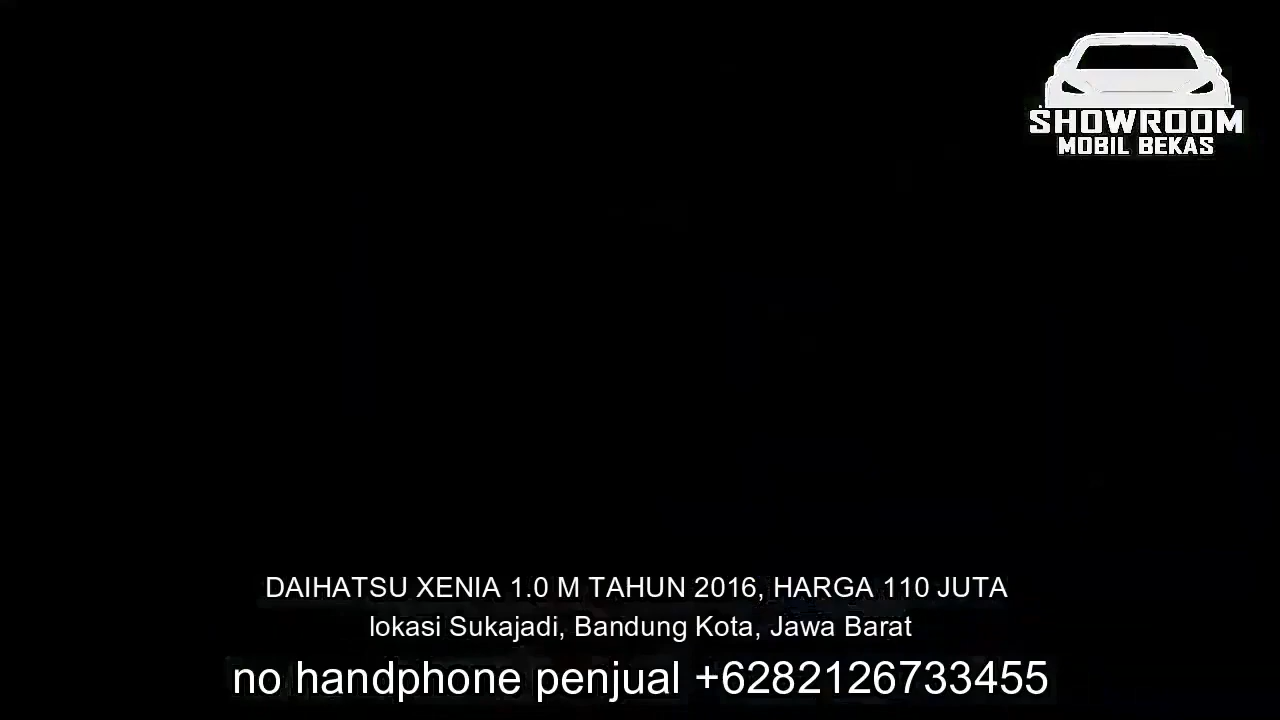 SHOWROOM
MOBIL BEKAS
DAIHATSU XENIA 1.0 M TAHUN 2016, HARGA 110 JUTA
lokasi Sukajadi, Bandung Kota, Jawa Barat
no handphone penjual +6282126733455